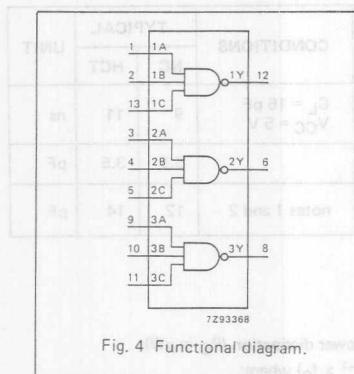 1 1A
2 1B 1Y 12
13 1C
3 2A
4 2B 2Y 6
5 2C
9 3A
10 3B 3Y 8
11 3C
7Z93368
Fig. 4 Functional diagram.
TYPICAL
CONDITIONS
UNIT
HC HCT
CL = 15 pF
VCC = 5 V
9 11 ns
3.5 pF
notes 1 and 2 12 14 pF